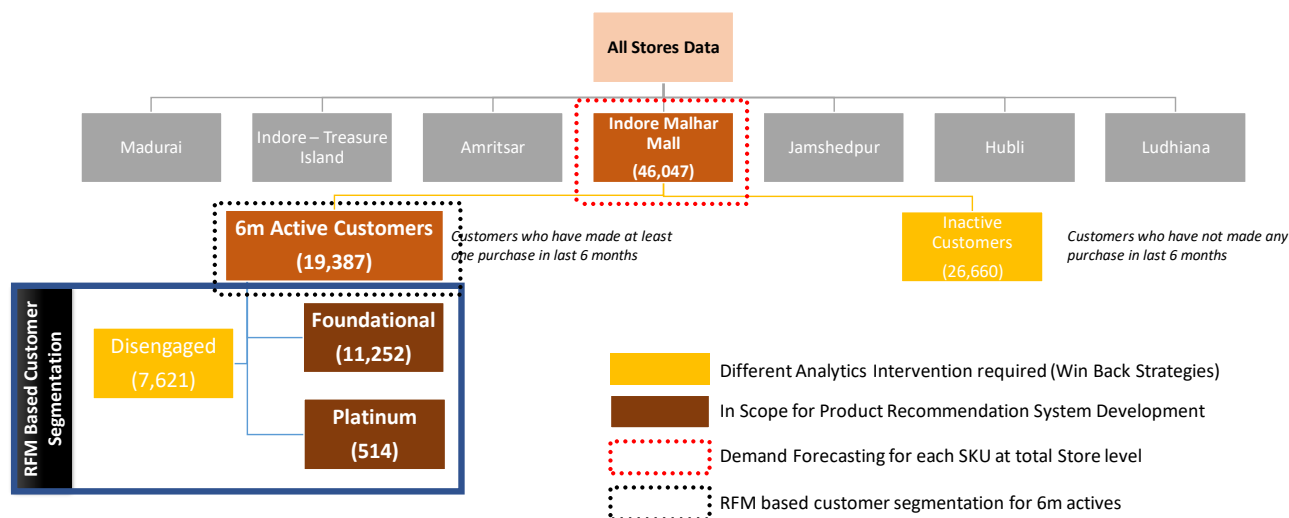 All Stores Data
Madurai
Indore – Treasure
Island
Amritsar
Indore Malhar
Mall
(46,047)
Jamshedpur
Hubli
Ludhiana
6m Active Customers
(19,387)
Customers who have made at least
one purchase in last 6 months
Inactive
Customers
(26,660)
Customers who have not made any
purchase in last 6 months
RFM Based Customer
Segmentation
Disengaged
(7,621)
Foundational
(11,252)
Platinum
(514)
Different Analytics Intervention required (Win Back Strategies)
In Scope for Product Recommendation System Development
Demand Forecasting for each SKU at total Store level
RFM based customer segmentation for 6m actives